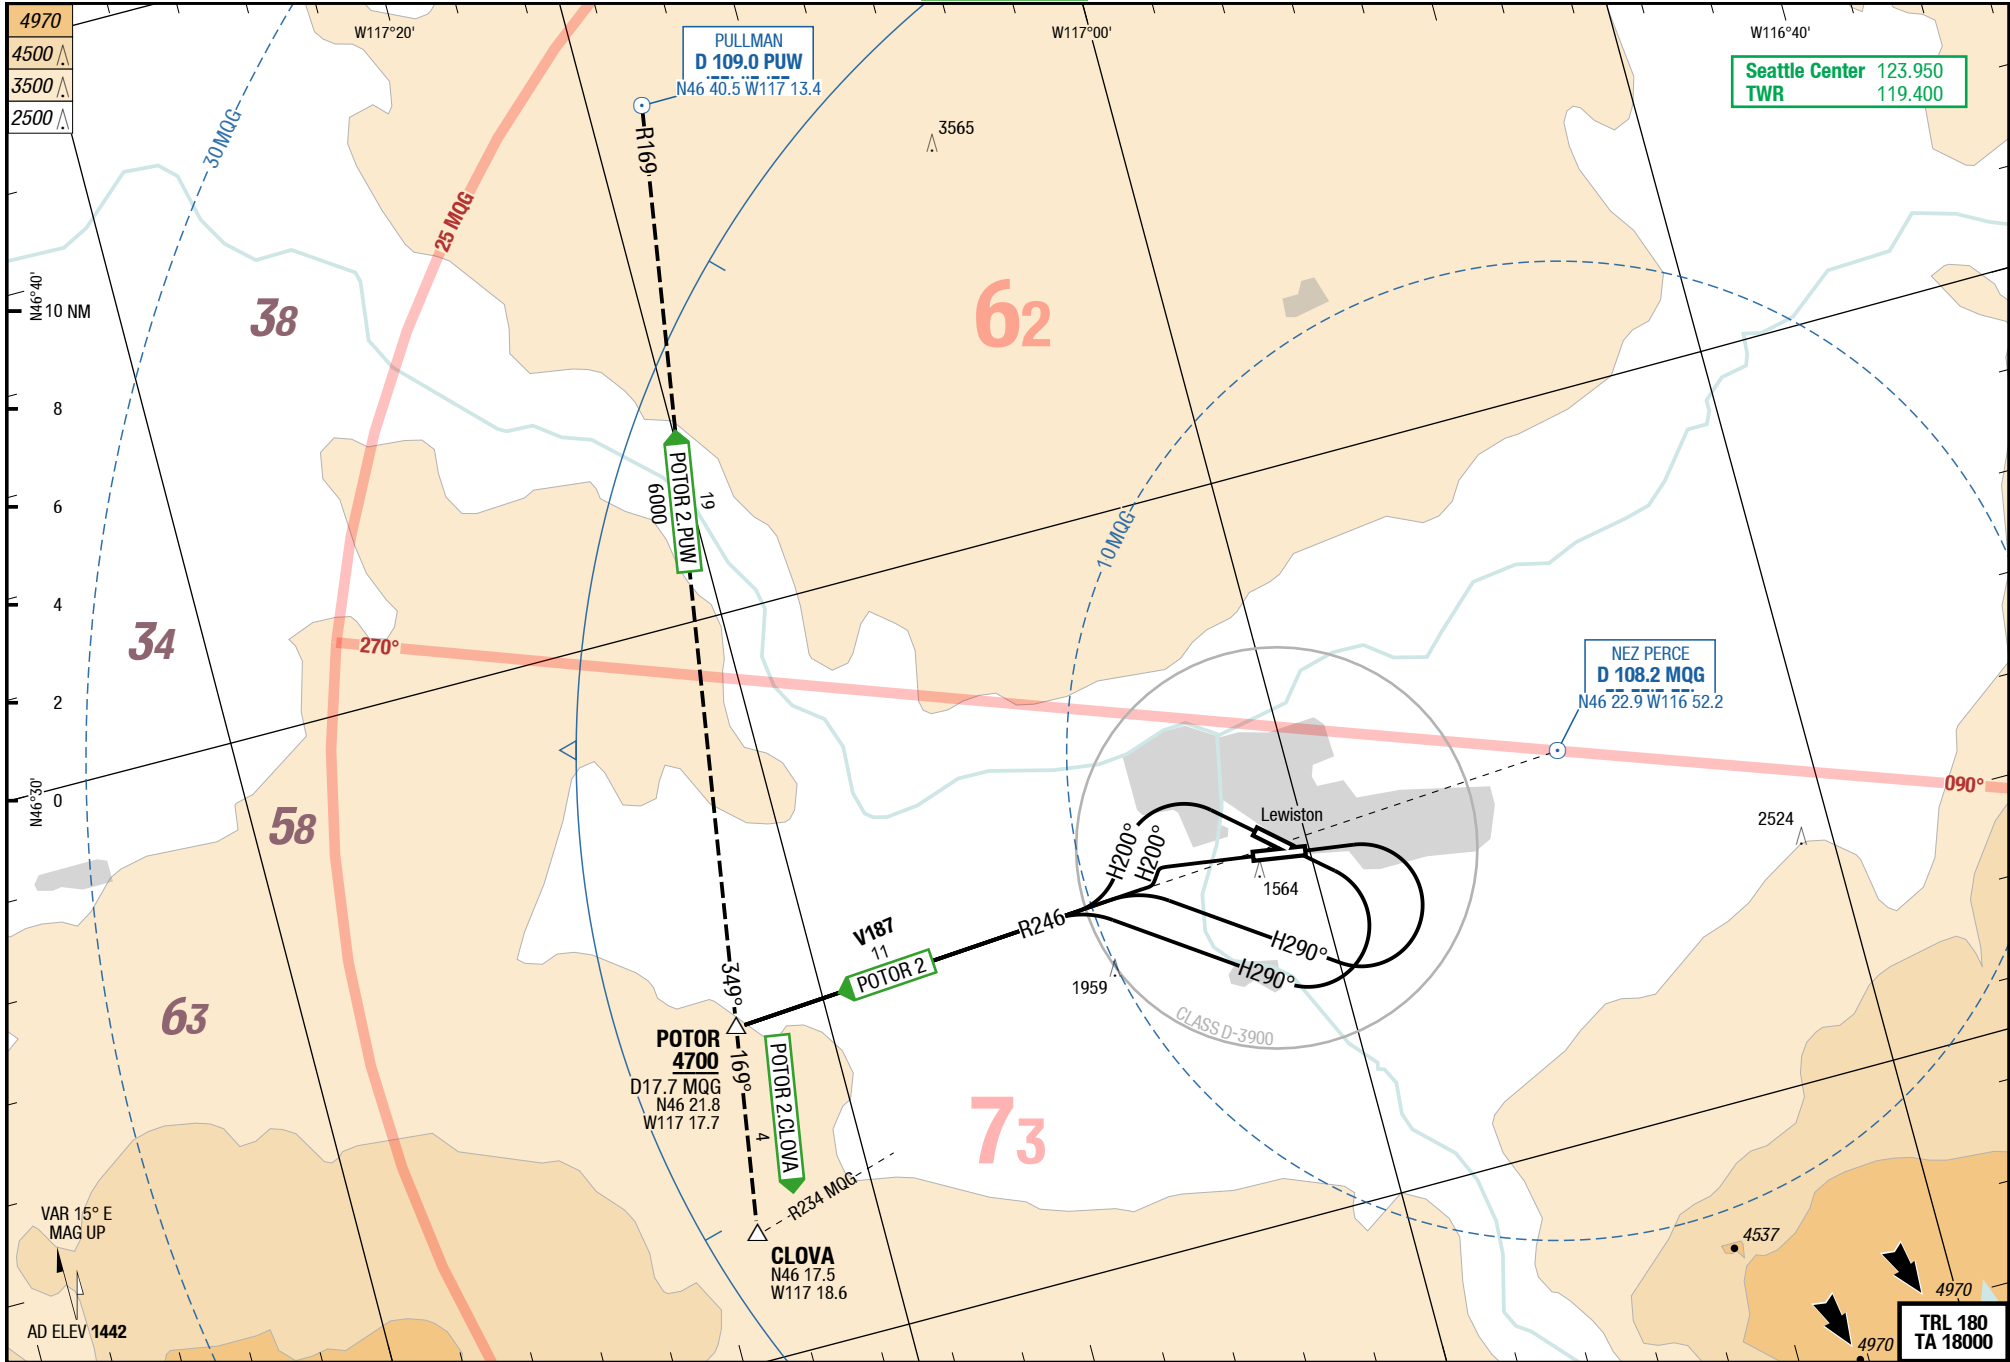 4970
4500
3500
2500
W117°20'
W117°00'
W116°40'
PULLMAN
D 109.0 PUW
N46 40.5 W117 13.4
Seattle Center 123.950
TWR 119.400
30 MQG
25 MQG
R169
3565
N46°40'
10 NM
38
62
8
6
4
2
0
N46°30'
POTOR 2.PUW
19
6000
10 MQG
34
270°
NEZ PERCE
D 108.2 MQG
N46 22.9 W116 52.2
090°
58
Lewiston
2524
H200°
H200°
1564
V187
11
POTOR 2
R246
H290°
H290°
349°
1959
CLASS D-3900
63
POTOR
4700
D17.7 MQG
N46 21.8
W117 17.7
169°
POTOR 2.CLOVA
4
73
R234 MQG
CLOVA
N46 17.5
W117 18.6
VAR 15° E
MAG UP
AD ELEV 1442
4537
4970
4970
TRL 180
TA 18000